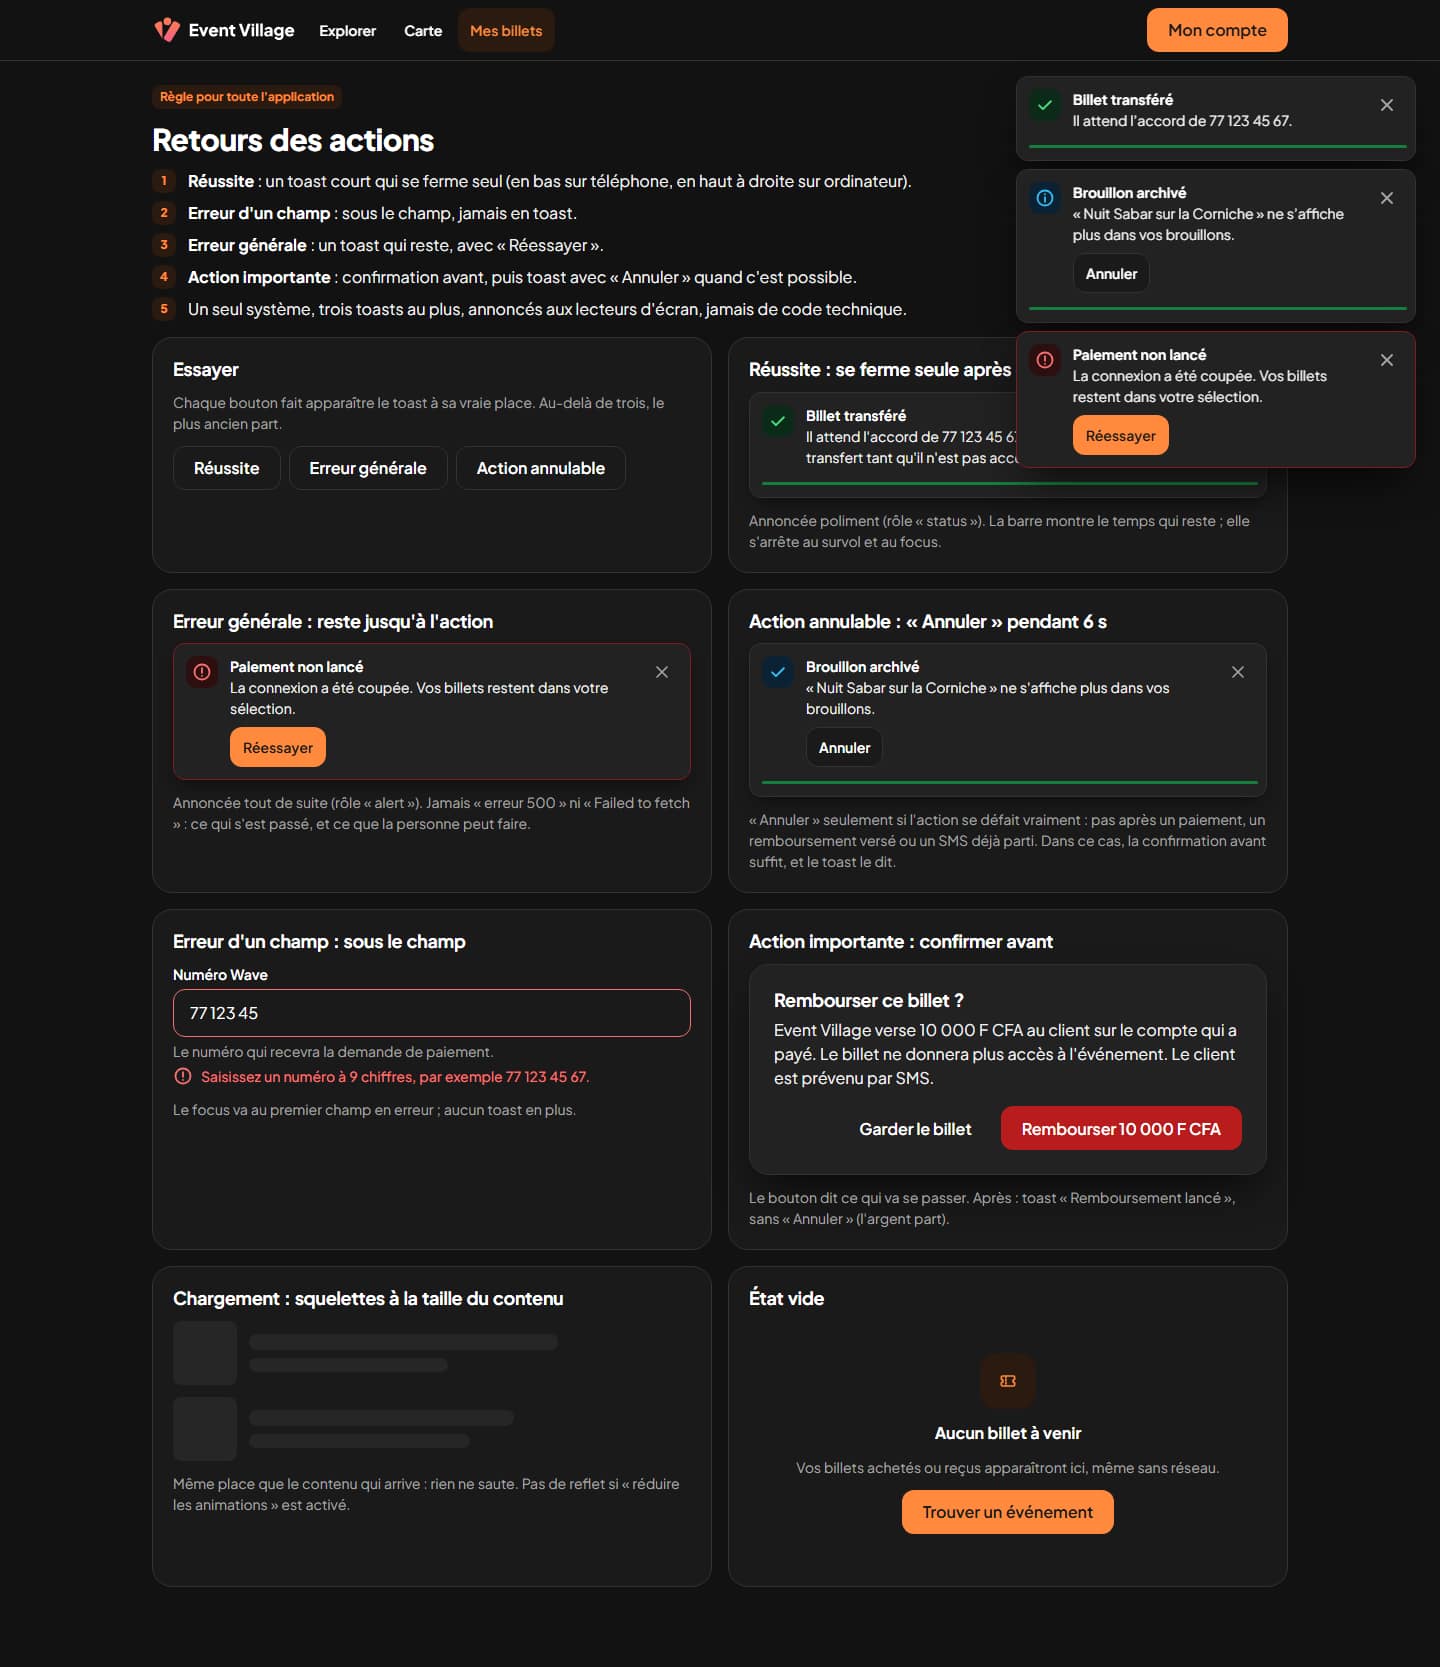 Event Village
Explorer
Carte
Mes billets
Mon compte
Règle pour toute l'application
Retours des actions
1 Réussite : un toast court qui se ferme seul (en bas sur téléphone, en haut à droite sur ordinateur).
2 Erreur d'un champ : sous le champ, jamais en toast.
3 Erreur générale : un toast qui reste, avec « Réessayer ».
4 Action importante : confirmation avant, puis toast avec « Annuler » quand c'est possible.
5 Un seul système, trois toasts au plus, annoncés aux lecteurs d'écran, jamais de code technique.
Billet transféré
Il attend l'accord de 77 123 45 67.
Brouillon archivé
« Nuit Sabar sur la Corniche » ne s'affiche
plus dans vos brouillons.
Annuler
Paiement non lancé
La connexion a été coupée. Vos billets
restent dans votre sélection.
Réessayer
Essayer
Chaque bouton fait apparaître le toast à sa vraie place. Au-delà de trois, le
plus ancien part.
Réussite
Erreur générale
Action annulable
Réussite : se ferme seule après
Billet transféré
Il attend l'accord de 77 123 45
transfert tant qu'il n'est pas
Annoncée poliment (rôle « status »). La barre montre le temps qui reste ; elle
s'arrête au survol et au focus.
Erreur générale : reste jusqu'à l'action
Paiement non lancé
La connexion a été coupée. Vos billets restent dans votre
sélection.
Réessayer
Annoncée tout de suite (rôle « alert »). Jamais « erreur 500 » ni « Failed to fetch
» : ce qui s'est passé, et ce que la personne peut faire.
Action annulable : « Annuler » pendant 6 s
Brouillon archivé
« Nuit Sabar sur la Corniche » ne s'affiche plus dans vos
brouillons.
Annuler
« Annuler » seulement si l'action se défait vraiment : pas après un paiement, un
remboursement versé ou un SMS déjà parti. Dans ce cas, la confirmation avant
suffit, et le toast le dit.
Erreur d'un champ : sous le champ
Numéro Wave
77 123 45
Le numéro qui recevra la demande de paiement.
Saisissez un numéro à 9 chiffres, par exemple 77 123 45 67.
Le focus va au premier champ en erreur ; aucun toast en plus.
Action importante : confirmer avant
Rembourser ce billet ?
Event Village verse 10 000 F CFA au client sur le compte qui a
payé. Le billet ne donnera plus accès à l'événement. Le client
est prévenu par SMS.
Garder le billet
Rembourser 10 000 F CFA
Le bouton dit ce qui va se passer. Après : toast « Remboursement lancé »,
sans « Annuler » (l'argent part).
Chargement : squelettes à la taille du contenu
Même place que le contenu qui arrive : rien ne saute. Pas de reflet si « réduire
les animations » est activé.
État vide
Aucun billet à venir
Vos billets achetés ou reçus apparaîtront ici, même sans réseau.
Trouver un événement